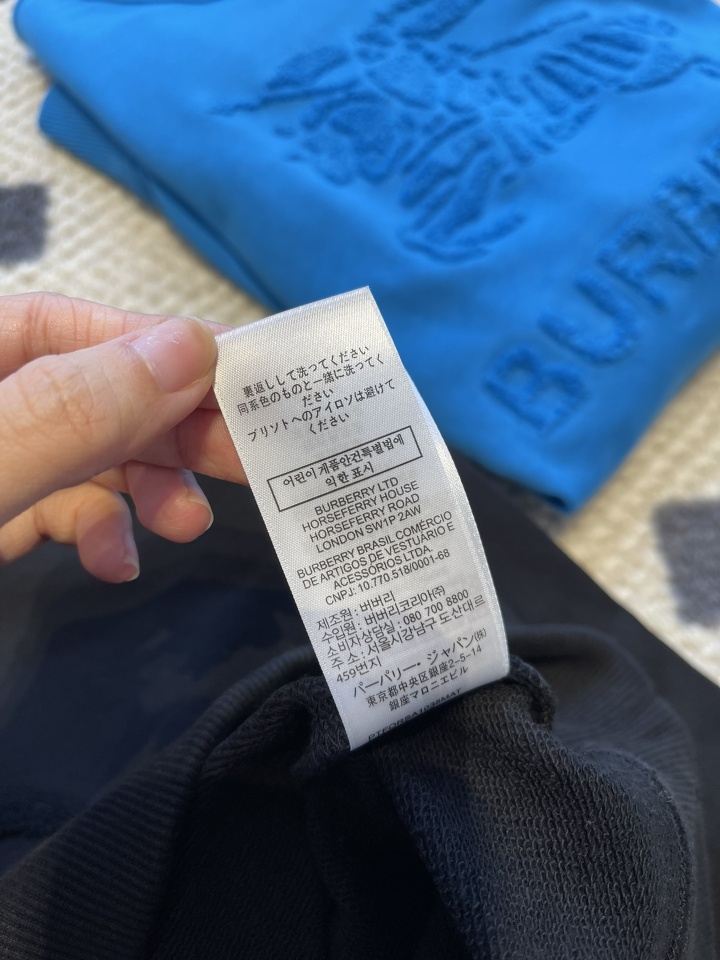 BURB
裏返しして洗ってください
同系色のものと一緒に洗ってく
ださい
プリントへのアイロンは避けて
ください
어린이제품안전특별법에
의한 표시
BURBERRY LTD
HORSEFERRY HOUSE
HORSEFERRY ROAD
LONDON SW1P 2AW
BURBERRY BRASIL COMÉRCIO
DE ARTIGOS DE VESTUÁRIO E
ACESSÓRIOS LTDA.
CNPJ: 10.770.518/0001-68
제조원 : 버버리
수입원 : 버버리코리아(주)
소비자상담실 : 080 700 8800
주 소 : 서울시강남구 도산대로
459번지
バーバリー・ジャパン(株)
東京都中央区銀座2-5-14
銀座マロニエビル